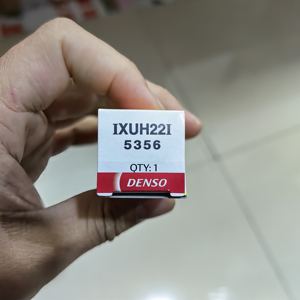 IXUH22I
5356
QTY: 1
DENSO